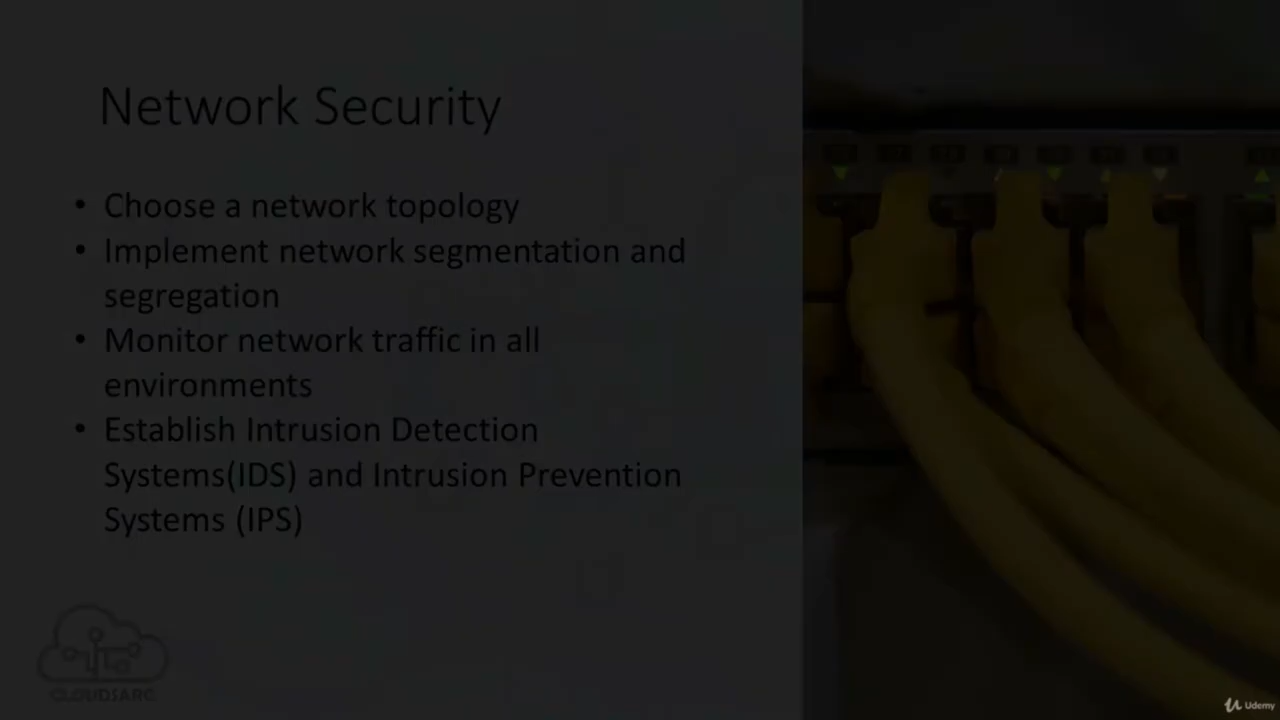 Network Security
• Choose a network topology
• Implement network segmentation and
segregation
• Monitor network traffic in all
environments
• Establish Intrusion Detection
Systems(IDS) and Intrusion Prevention
Systems (IPS)
CLOUDSARC
Udemy